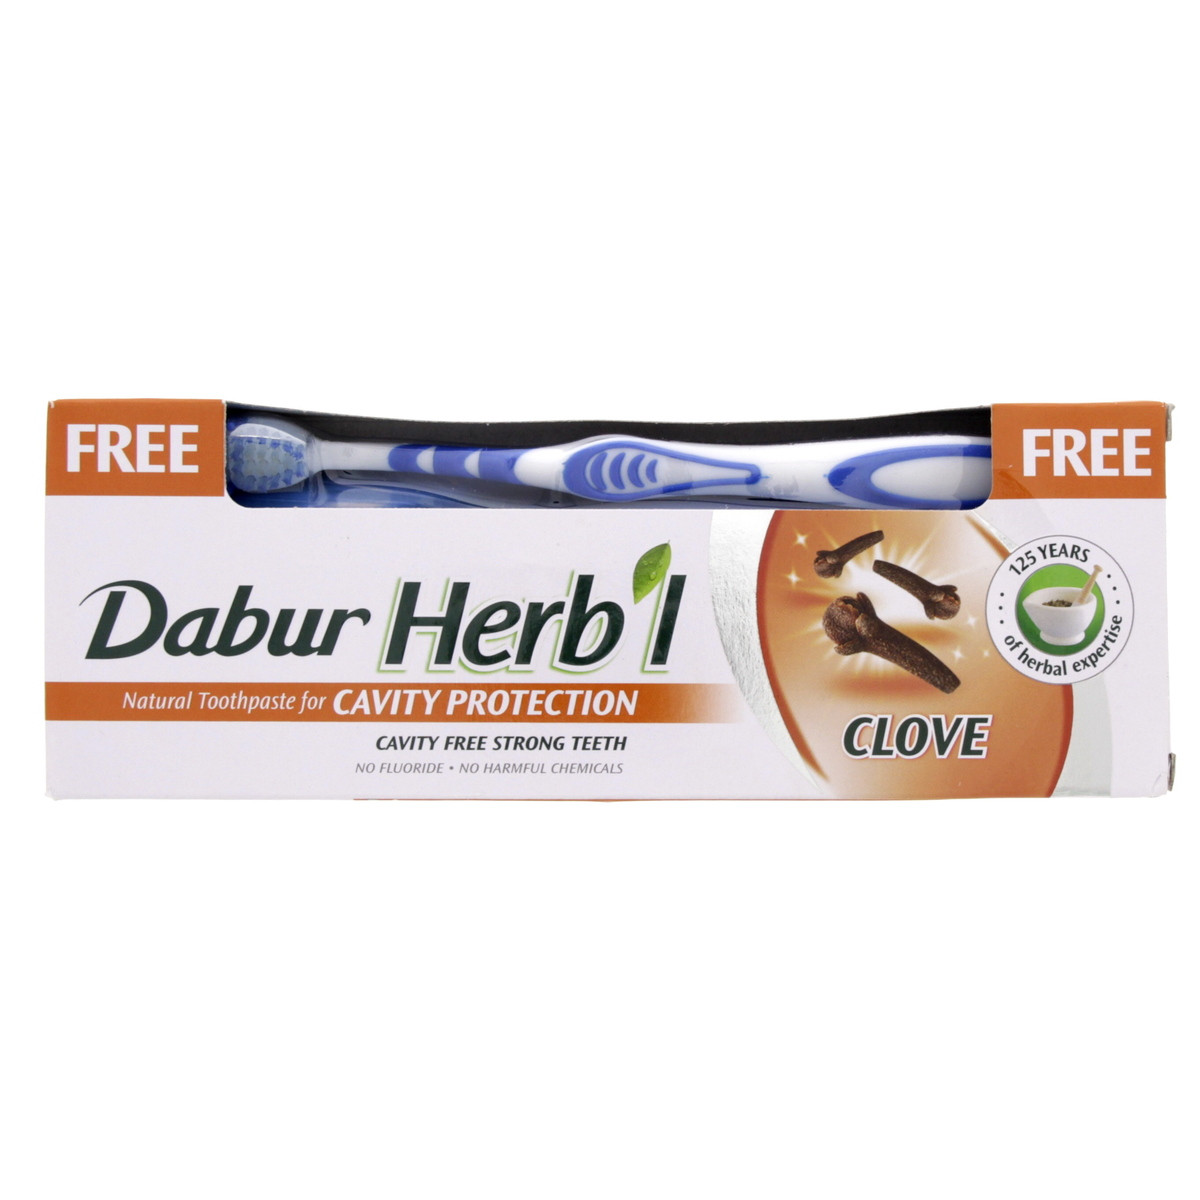 FREE
FREE
Dabur Herb'l
Natural Toothpaste for CAVITY PROTECTION
CAVITY FREE STRONG TEETH
NO FLUORIDE • NO HARMFUL CHEMICALS
125 YEARS
of herbal expertise
CLOVE